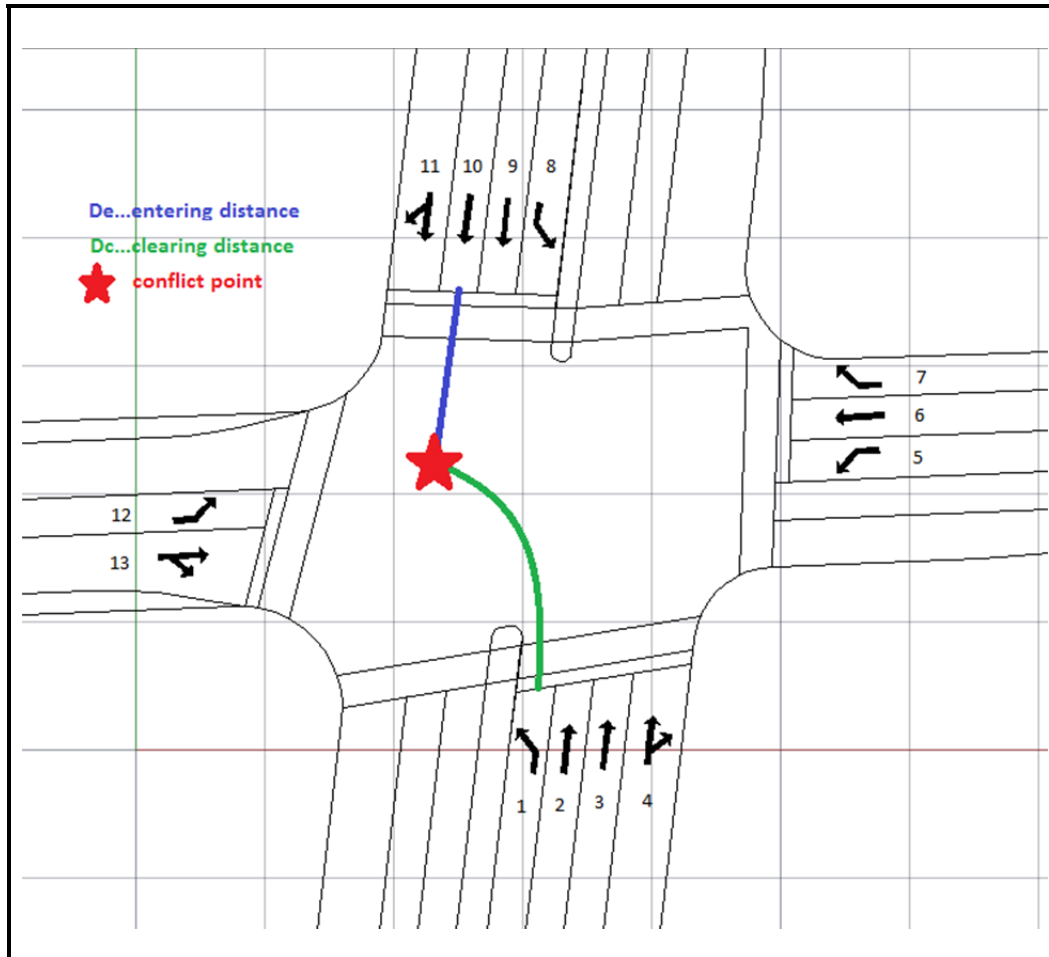 11 10 9 8
De...entering distance
Dc...clearing distance
conflict point
7
6
5
12
13
1 2 3 4